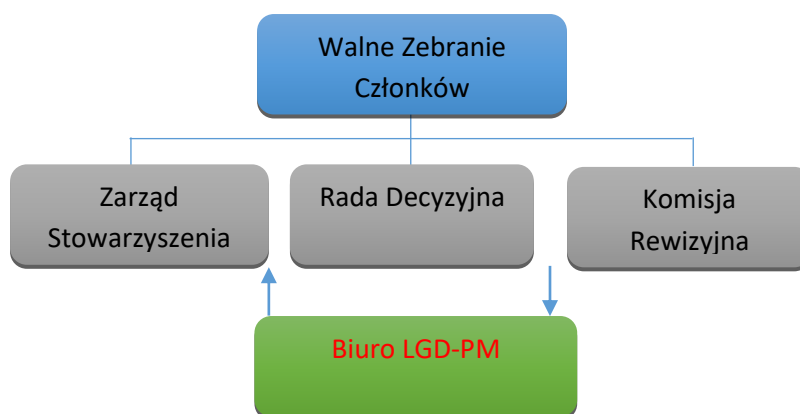 Walne Zebranie
Członków
Zarząd
Stowarzyszenia
Rada Decyzyjna
Komisja
Rewizyjna
Biuro LGD-PM